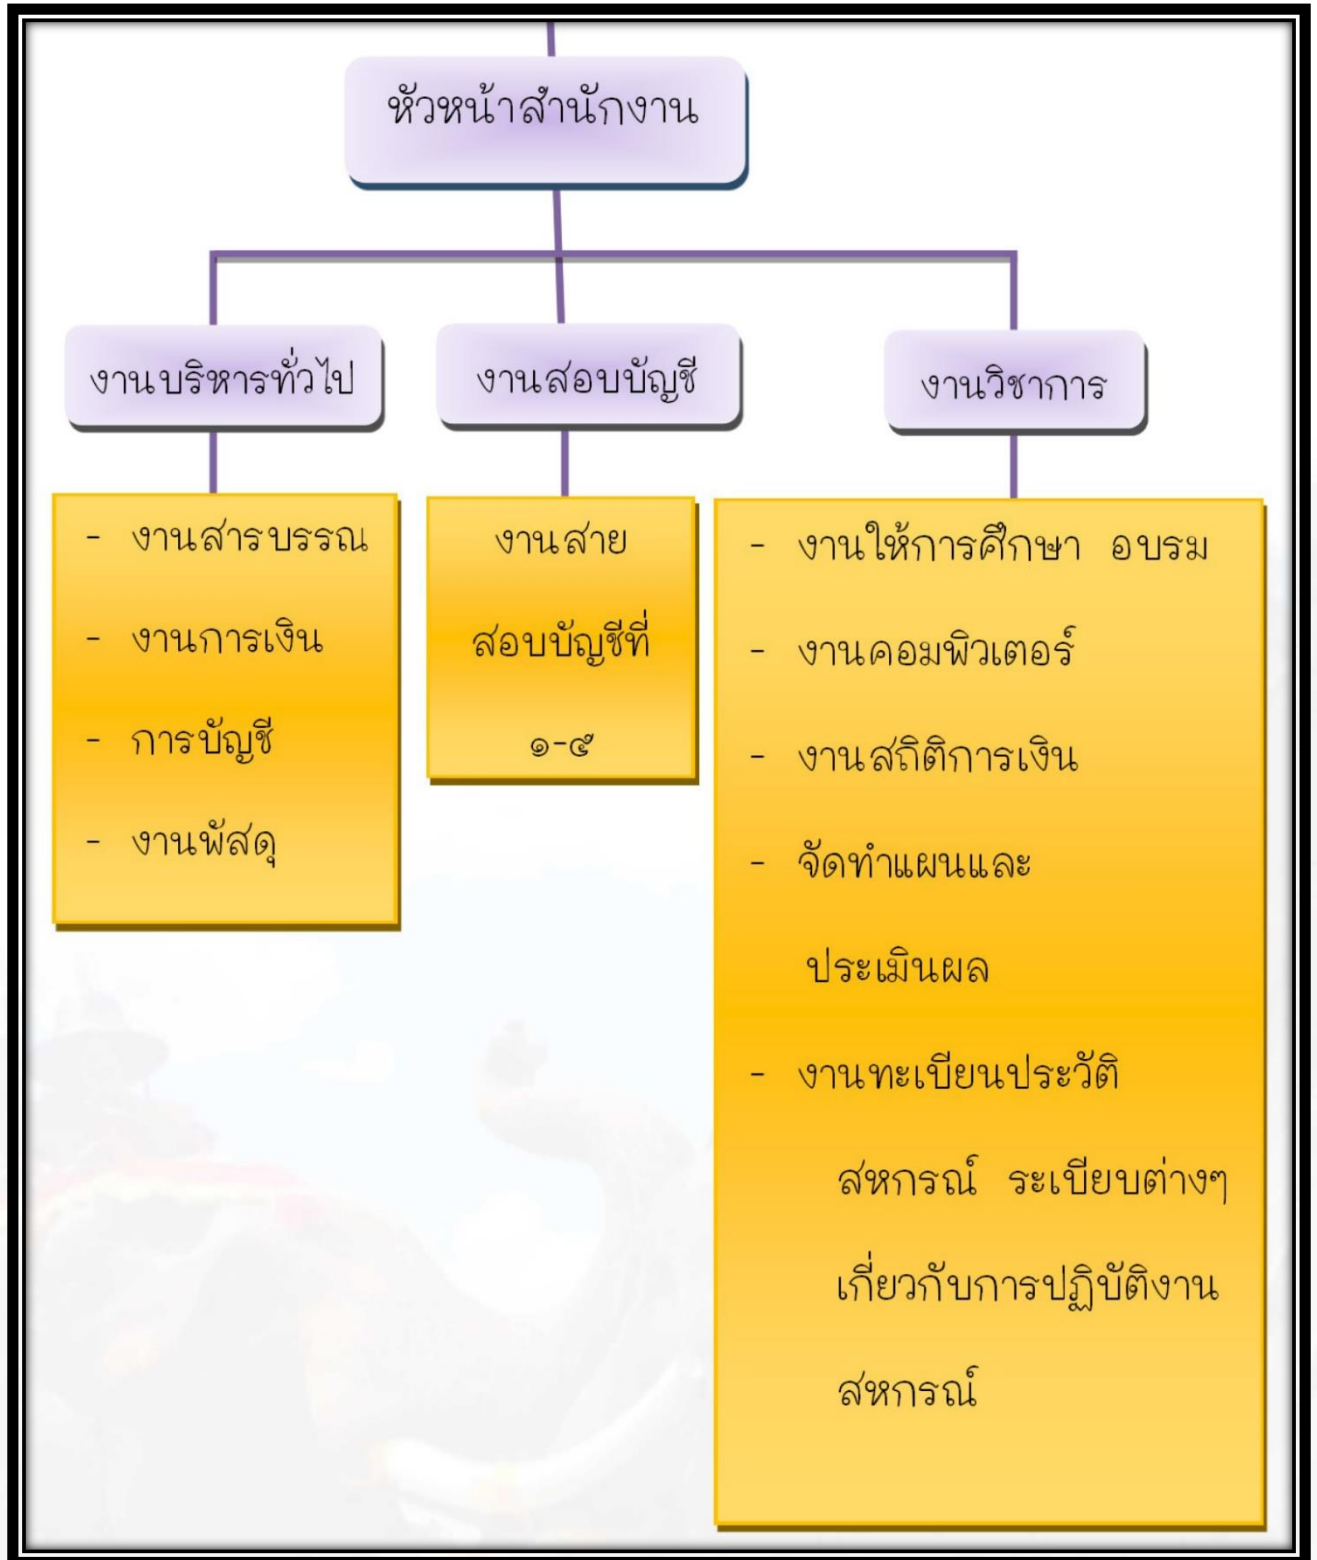 หัวหน้าสำนักงาน
งานบริหารทั่วไป
งานสอบบัญชี
งานวิชาการ
- งานสารบรรณ
- งานการเงิน
- การบัญชี
- งานพัสดุ
งานสาย
สอบบัญชีที่
๑-๕
- งานให้การศึกษา อบรม
- งานคอมพิวเตอร์
- งานสถิติการเงิน
- จัดทำแผนและ
ประเมินผล
- งานทะเบียนประวัติ
สหกรณ์ ระเบียบต่างๆ
เกี่ยวกับการปฏิบัติงาน
สหกรณ์